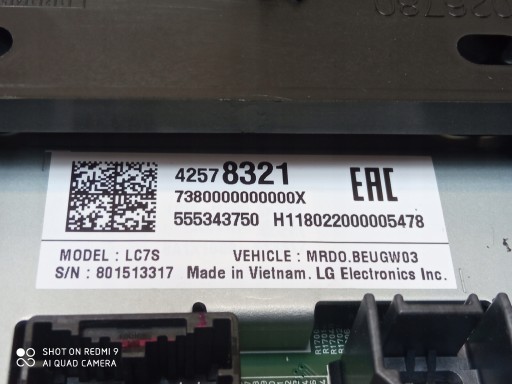 42578321
7380000000000X
EAC
555343750 H118022000005478
MODEL : LC7S VEHICLE : MRDO.BEUGW03
S/N : 801513317 Made in Vietnam. LG Electronics Inc.
R1700
SHOT ON REDMI 9
AI QUAD CAMERA